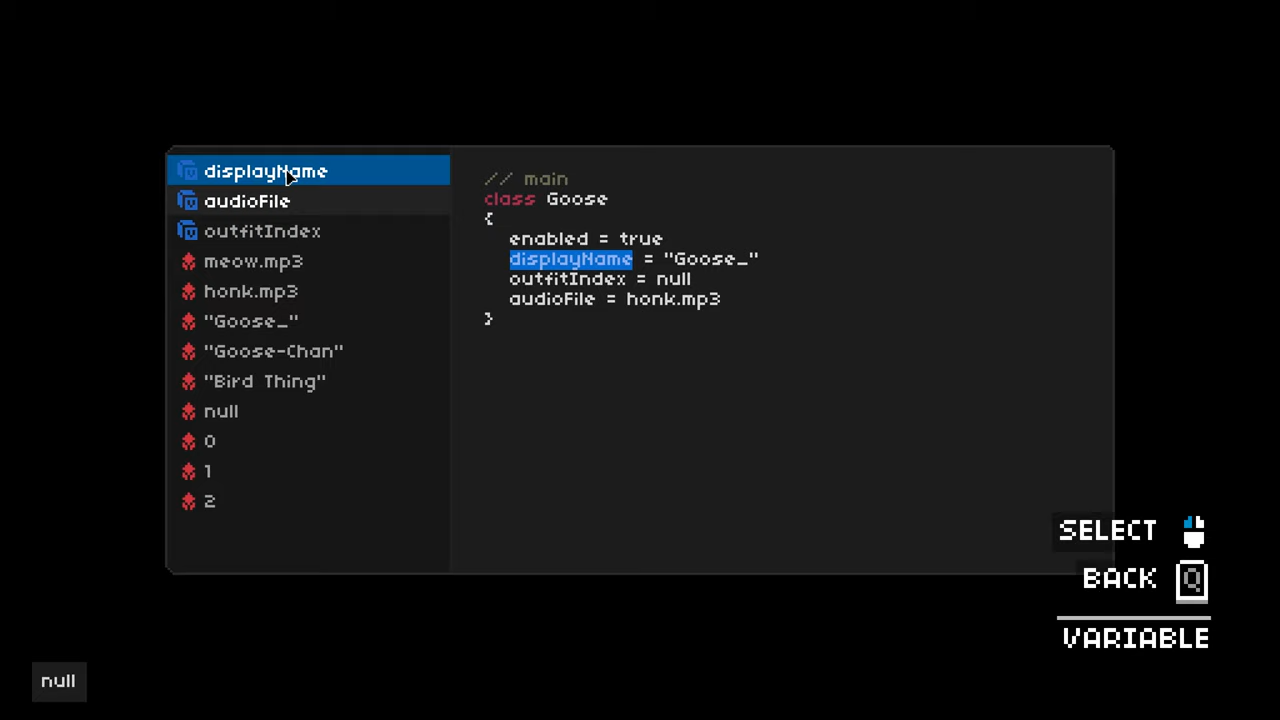 displayName
audioFile
outfitIndex
meow.mp3
honk.mp3
"Goose_"
"Goose-Chan"
"Bird Thing"
null
0
1
2
// main
class Goose
{
enabled = true
displayName = "Goose_"
outfitIndex = null
audioFile = honk.mp3
}
SELECT
BACK Q
VARIABLE
null